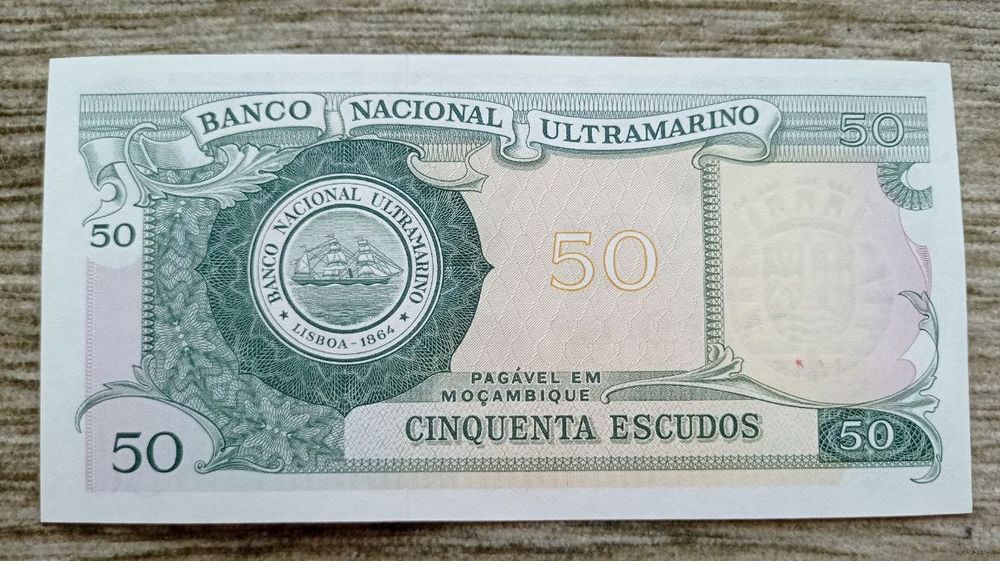 BANCO NACIONAL ULTRAMARINO
50
50
BANCO NACIONAL ULTRAMARINO
LISBOA - 1864
50
PAGÁVEL EM
MOÇAMBIQUE
CINQUENTA ESCUDOS
50
50